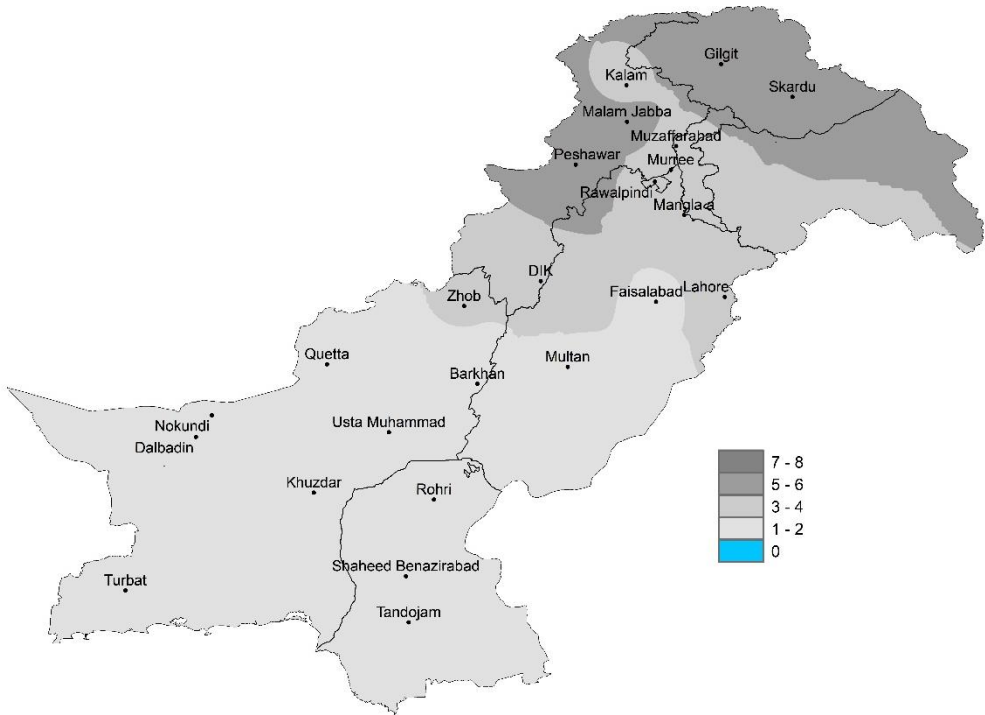 Gilgit
Kalam
Skardu
Malam Jabba
Muzaffarabad
Peshawar
Murree
Rawalpindi
Mangla a
DIK
Zhob
Faisalabad
Lahore
Quetta
Multan
Barkhan
Nokundi
Usta Muhammad
Dalbadin
Khuzdar
Rohri
7 - 8
5 - 6
3 - 4
1 - 2
0
Shaheed Benazirabad
Turbat
Tandojam